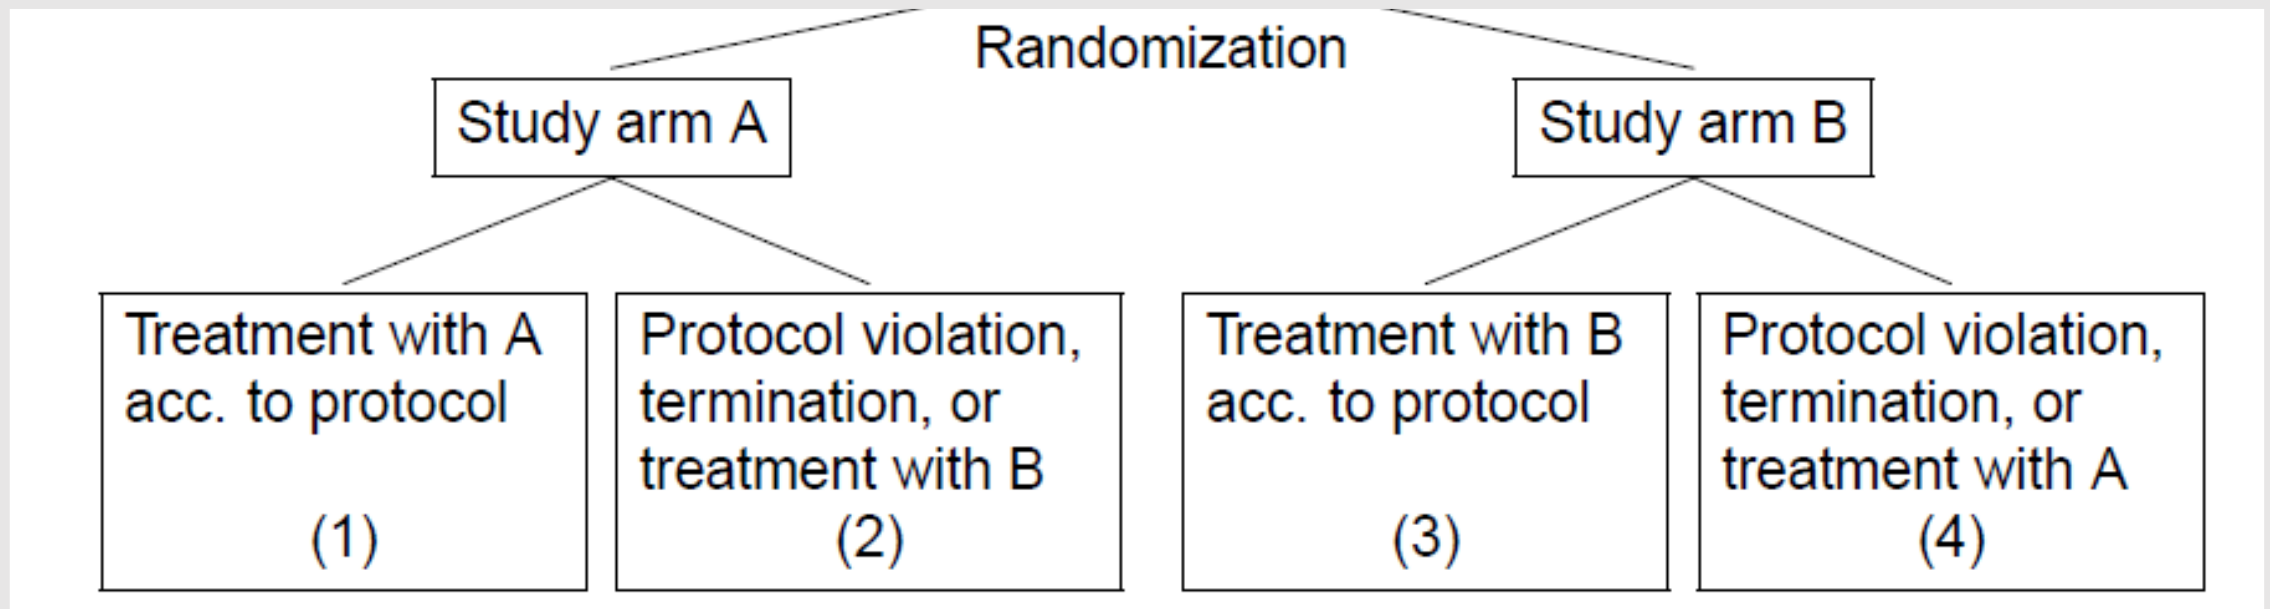 Randomization
Study arm A
Study arm B
Treatment with A
acc. to protocol
(1)
Protocol violation,
termination, or
treatment with B
(2)
Treatment with B
acc. to protocol
(3)
Protocol violation,
termination, or
treatment with A
(4)